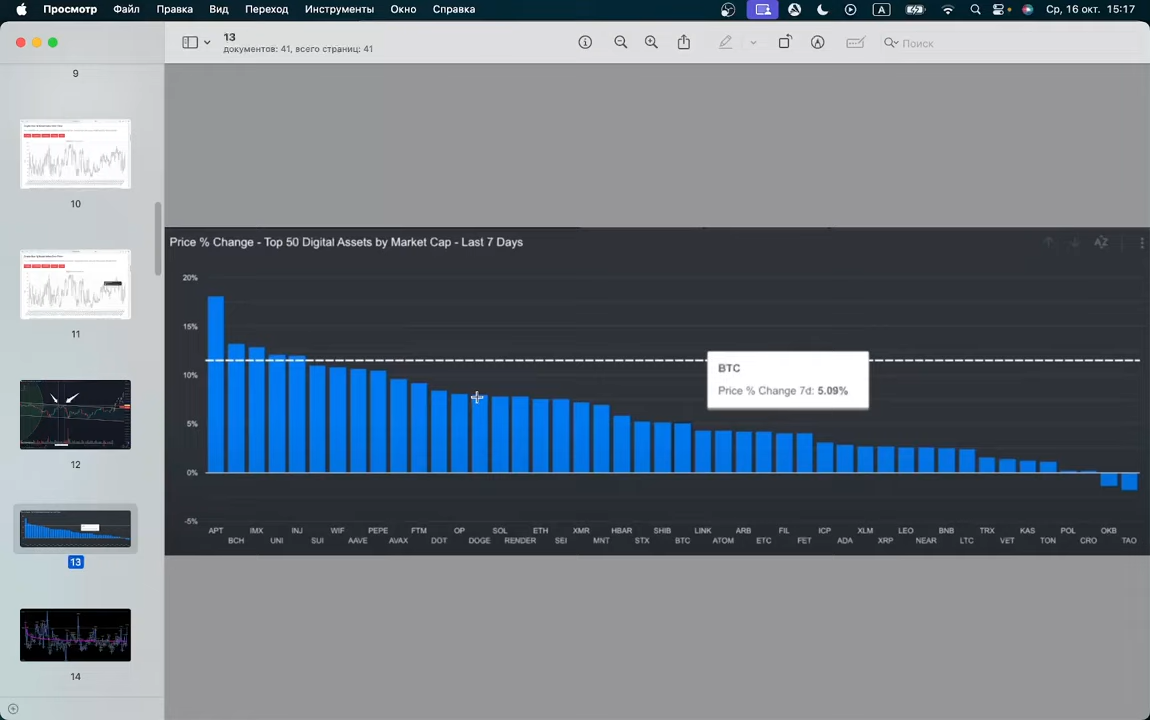 Просмотр Файл Правка Вид Переход Инструменты Окно Справка
A Ср, 16 окт. 15:17
13
документов: 41, всего страниц: 41
Поиск
9
10
11
12
13
14
Price % Change - Top 50 Digital Assets by Market Cap - Last 7 Days
20%
15%
10%
5%
0%
-5%
BTC
Price % Change 7d: 5.09%
APT IMX INJ WIF PEPE FTM OP SOL ETH XMR HBAR SHIB LINK ARB FIL ICP XLM LEO BNB TRX KAS POL OKB
BCH UNI SUI AAVE AVAX DOT DOGE RENDER SEI MNT STX BTC ATOM ETC FET ADA XRP NEAR LTC VET TON CRO TAO